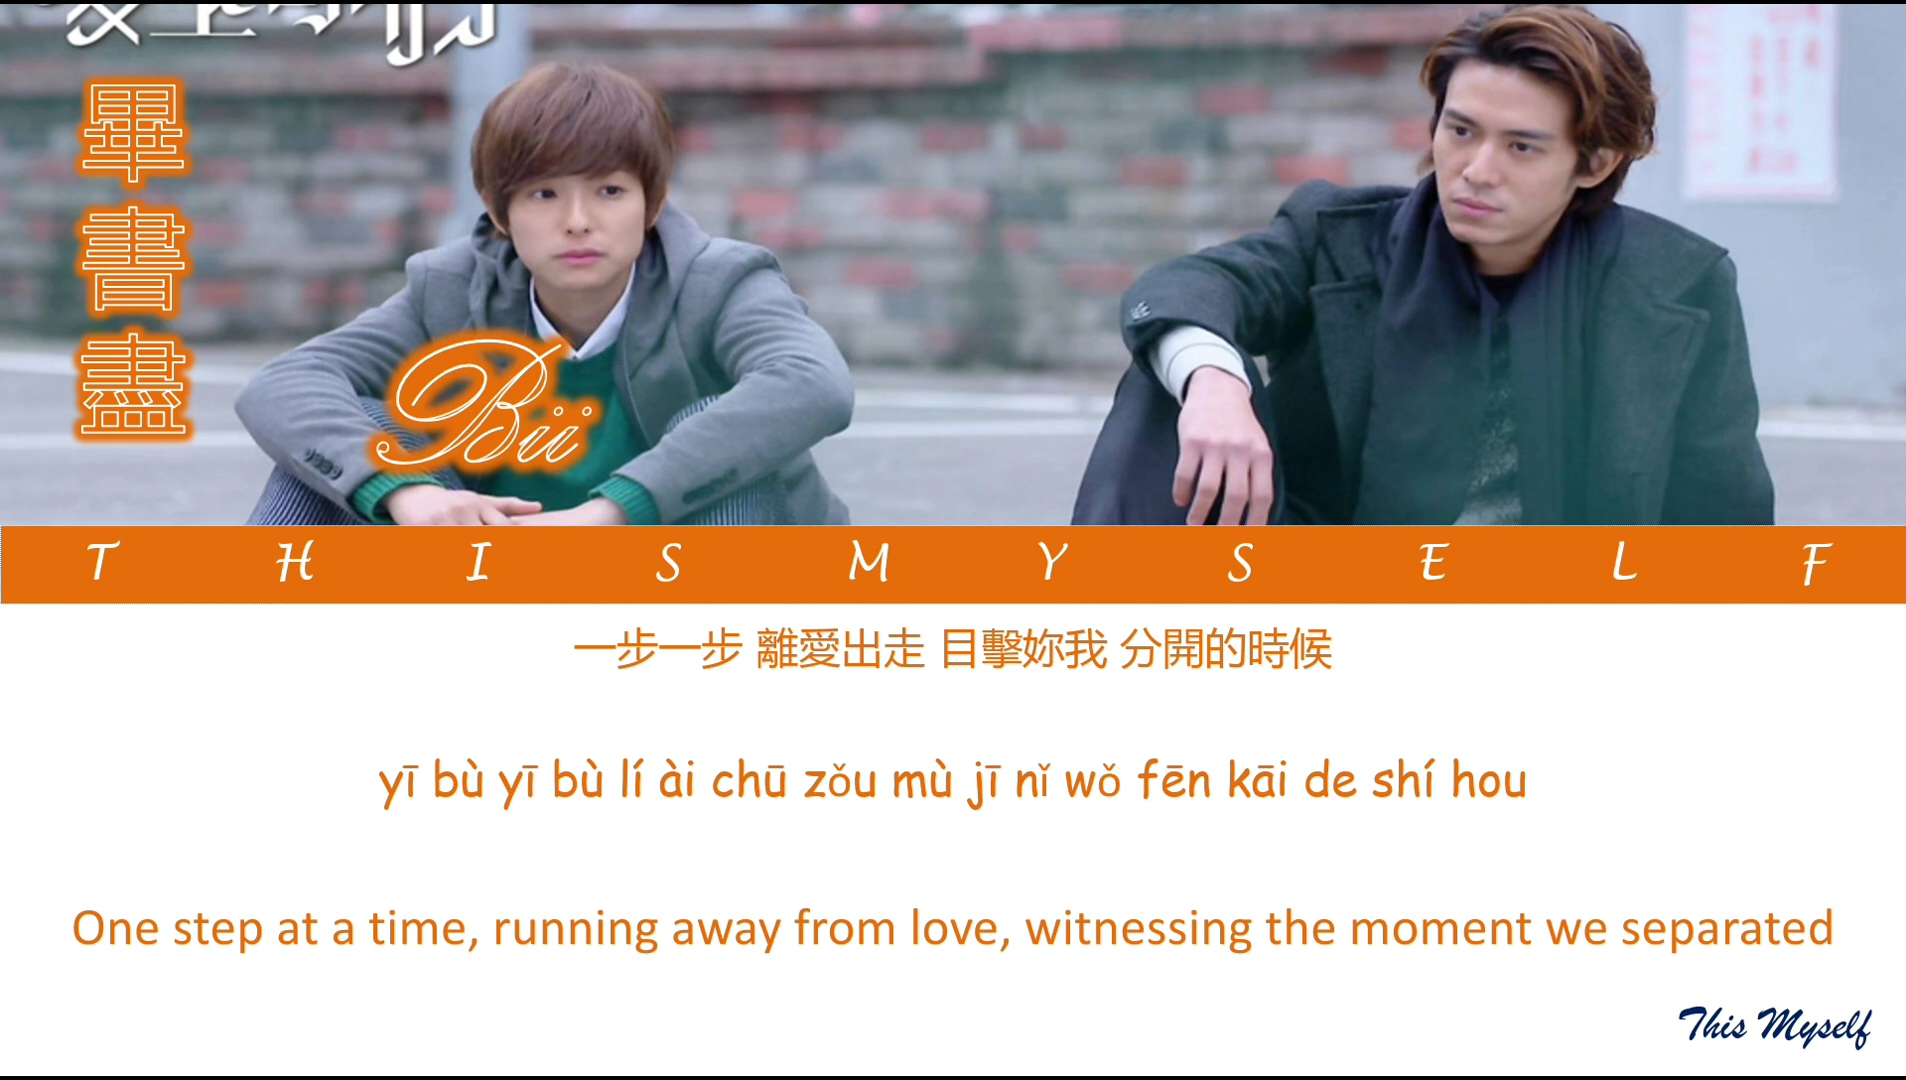 畢書盡
Bii
T H I S M Y S E L F
一步一步 離愛出走 目擊妳我 分開的時候
yī bù yī bù lí ài chū zǒu mù jī nǐ wǒ fēn kāi de shí hou
One step at a time, running away from love, witnessing the moment we separated
This Myself